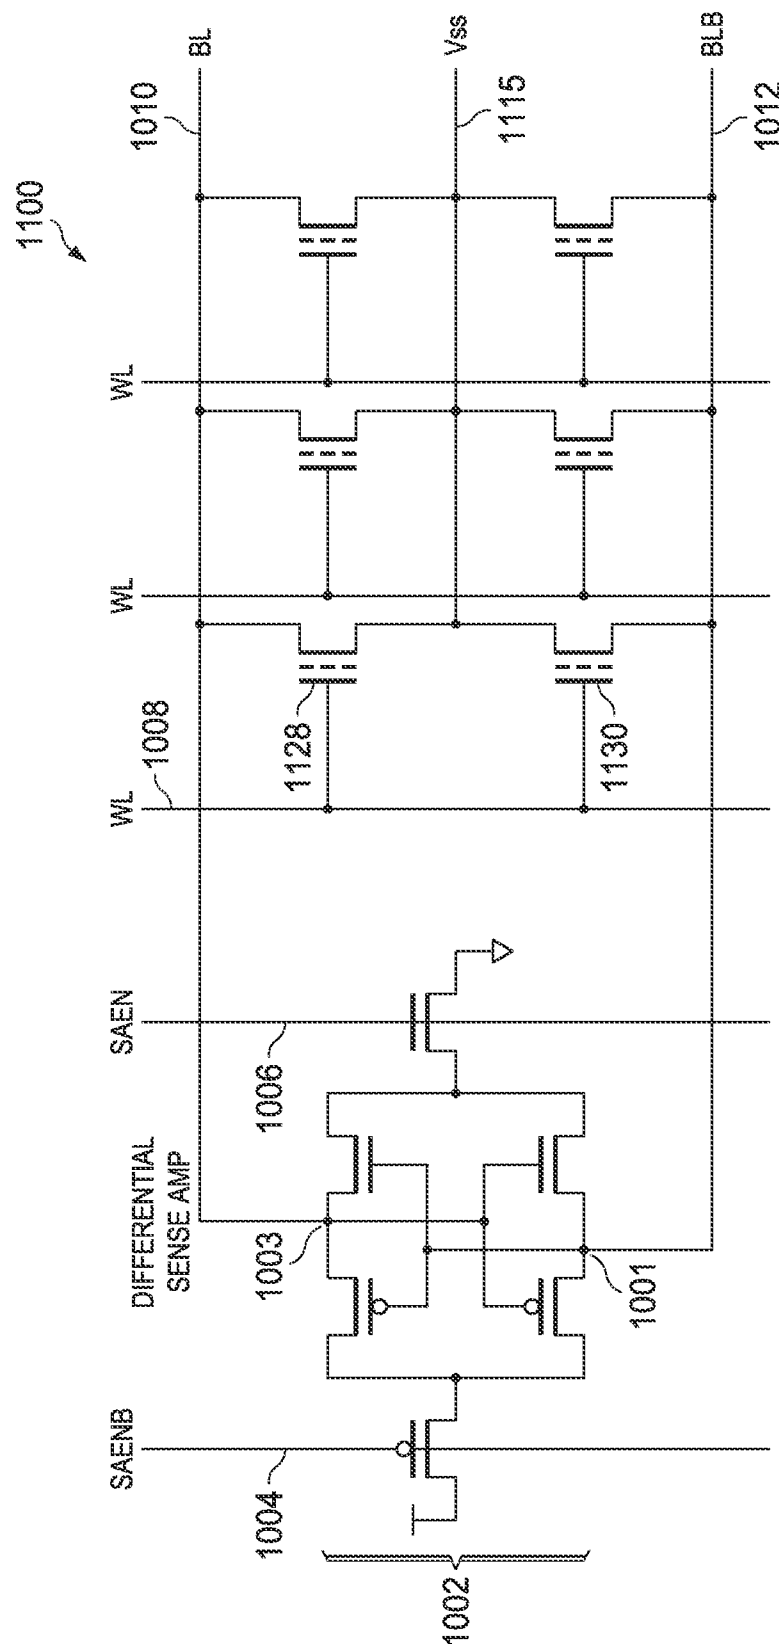 1100
BL
1010
Vss
1115
BLB
1012
WL
WL
WL
1008
1128
1130
SAEN
1006
DIFFERENTIAL
SENSE AMP
1003
1001
SAENB
1004
1002